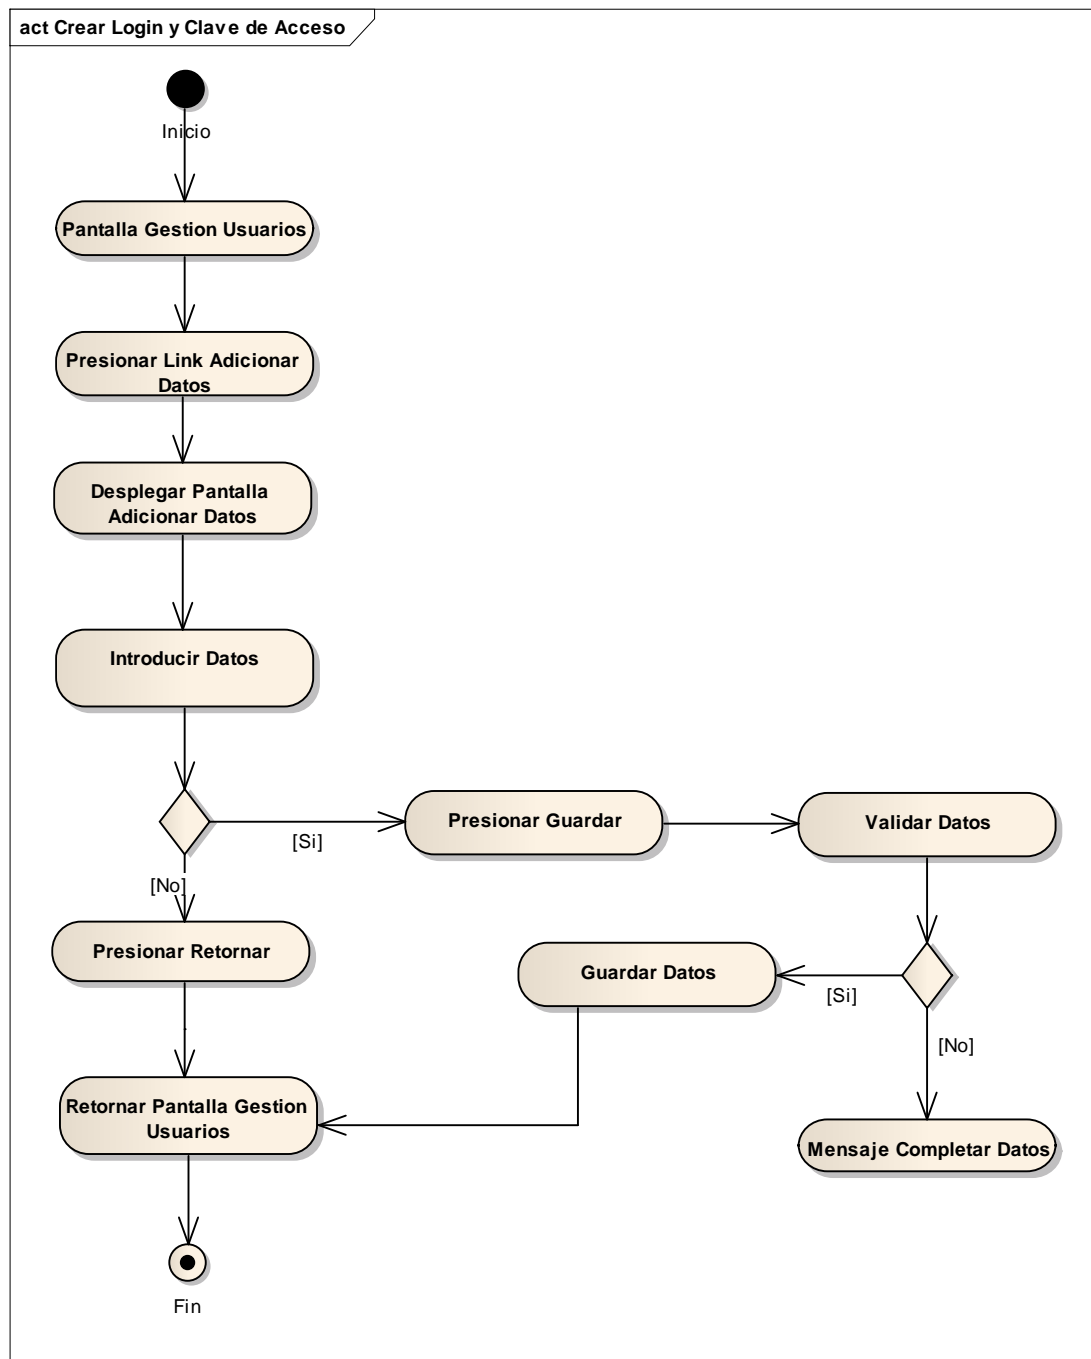 act Crear Login y Clave de Acceso
Inicio
Pantalla Gestion Usuarios
Presionar Link Adicionar
Datos
Desplegar Pantalla
Adicionar Datos
Introducir Datos
[Si]
Presionar Guardar
Validar Datos
[No]
Presionar Retornar
Guardar Datos
[Si]
[No]
Retornar Pantalla Gestion
Usuarios
Mensaje Completar Datos
Fin